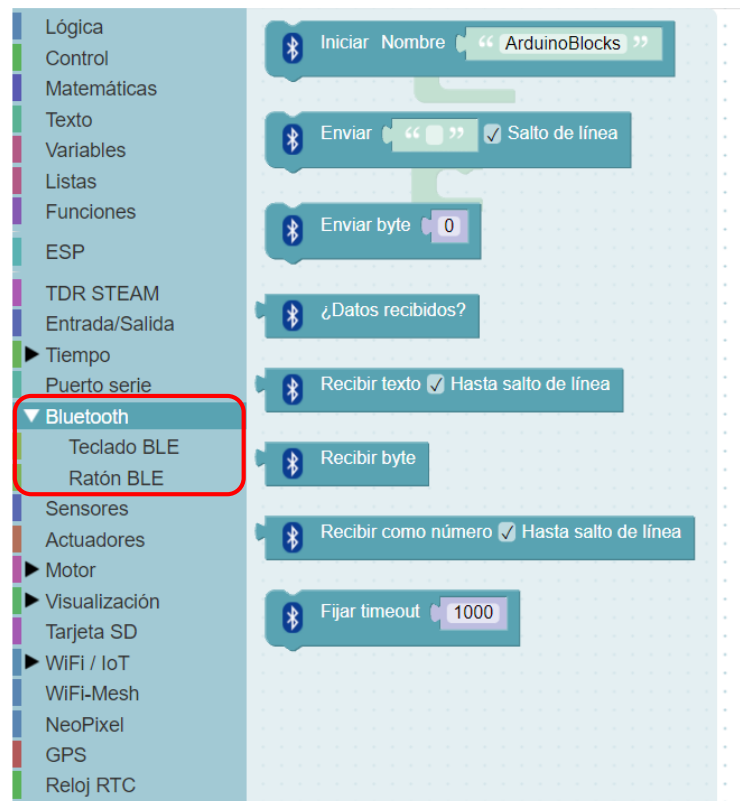 Lógica
Control
Matemáticas
Texto
Variables
Listas
Funciones
ESP
TDR STEAM
Entrada/Salida
Tiempo
Puerto serie
Bluetooth
Teclado BLE
Ratón BLE
Sensores
Actuadores
Motor
Visualización
Tarjeta SD
WiFi / IoT
WiFi-Mesh
NeoPixel
GPS
Reloj RTC
Iniciar Nombre “ ArduinoBlocks ”
Enviar “ ” Salto de línea
Enviar byte 0
¿Datos recibidos?
Recibir texto Hasta salto de línea
Recibir byte
Recibir como número Hasta salto de línea
Fijar timeout 1000